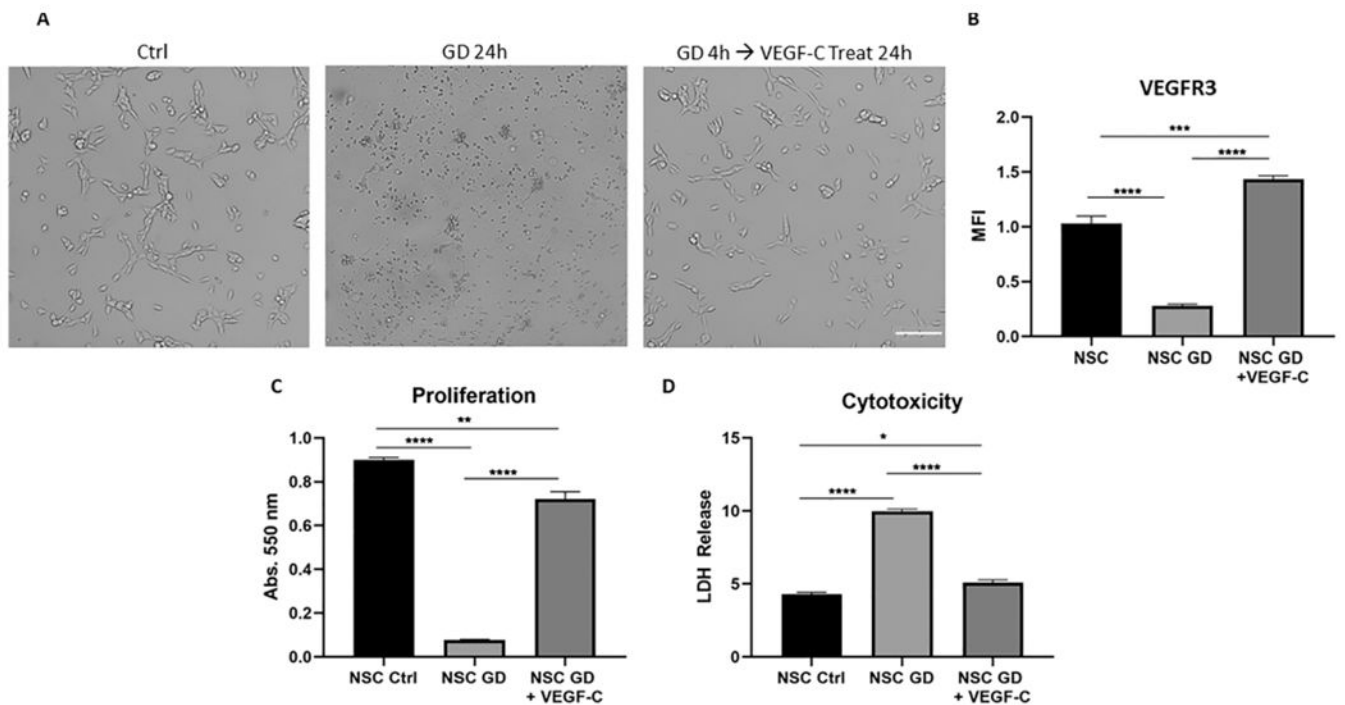 A
Ctrl
GD 24h
GD 4h → VEGF-C Treat 24h
B
VEGFR3
2.0
1.5
1.0
0.5
0.0
MFI
***
****
****
NSC
NSC GD
NSC GD
+VEGF-C
C
Proliferation
1.0
0.8
0.6
0.4
0.2
0.0
Abs. 550 nm
**
****
****
NSC Ctrl
NSC GD
NSC GD
+ VEGF-C
D
Cytotoxicity
15
10
5
0
LDH Release
*
****
****
NSC Ctrl
NSC GD
NSC GD
+ VEGF-C